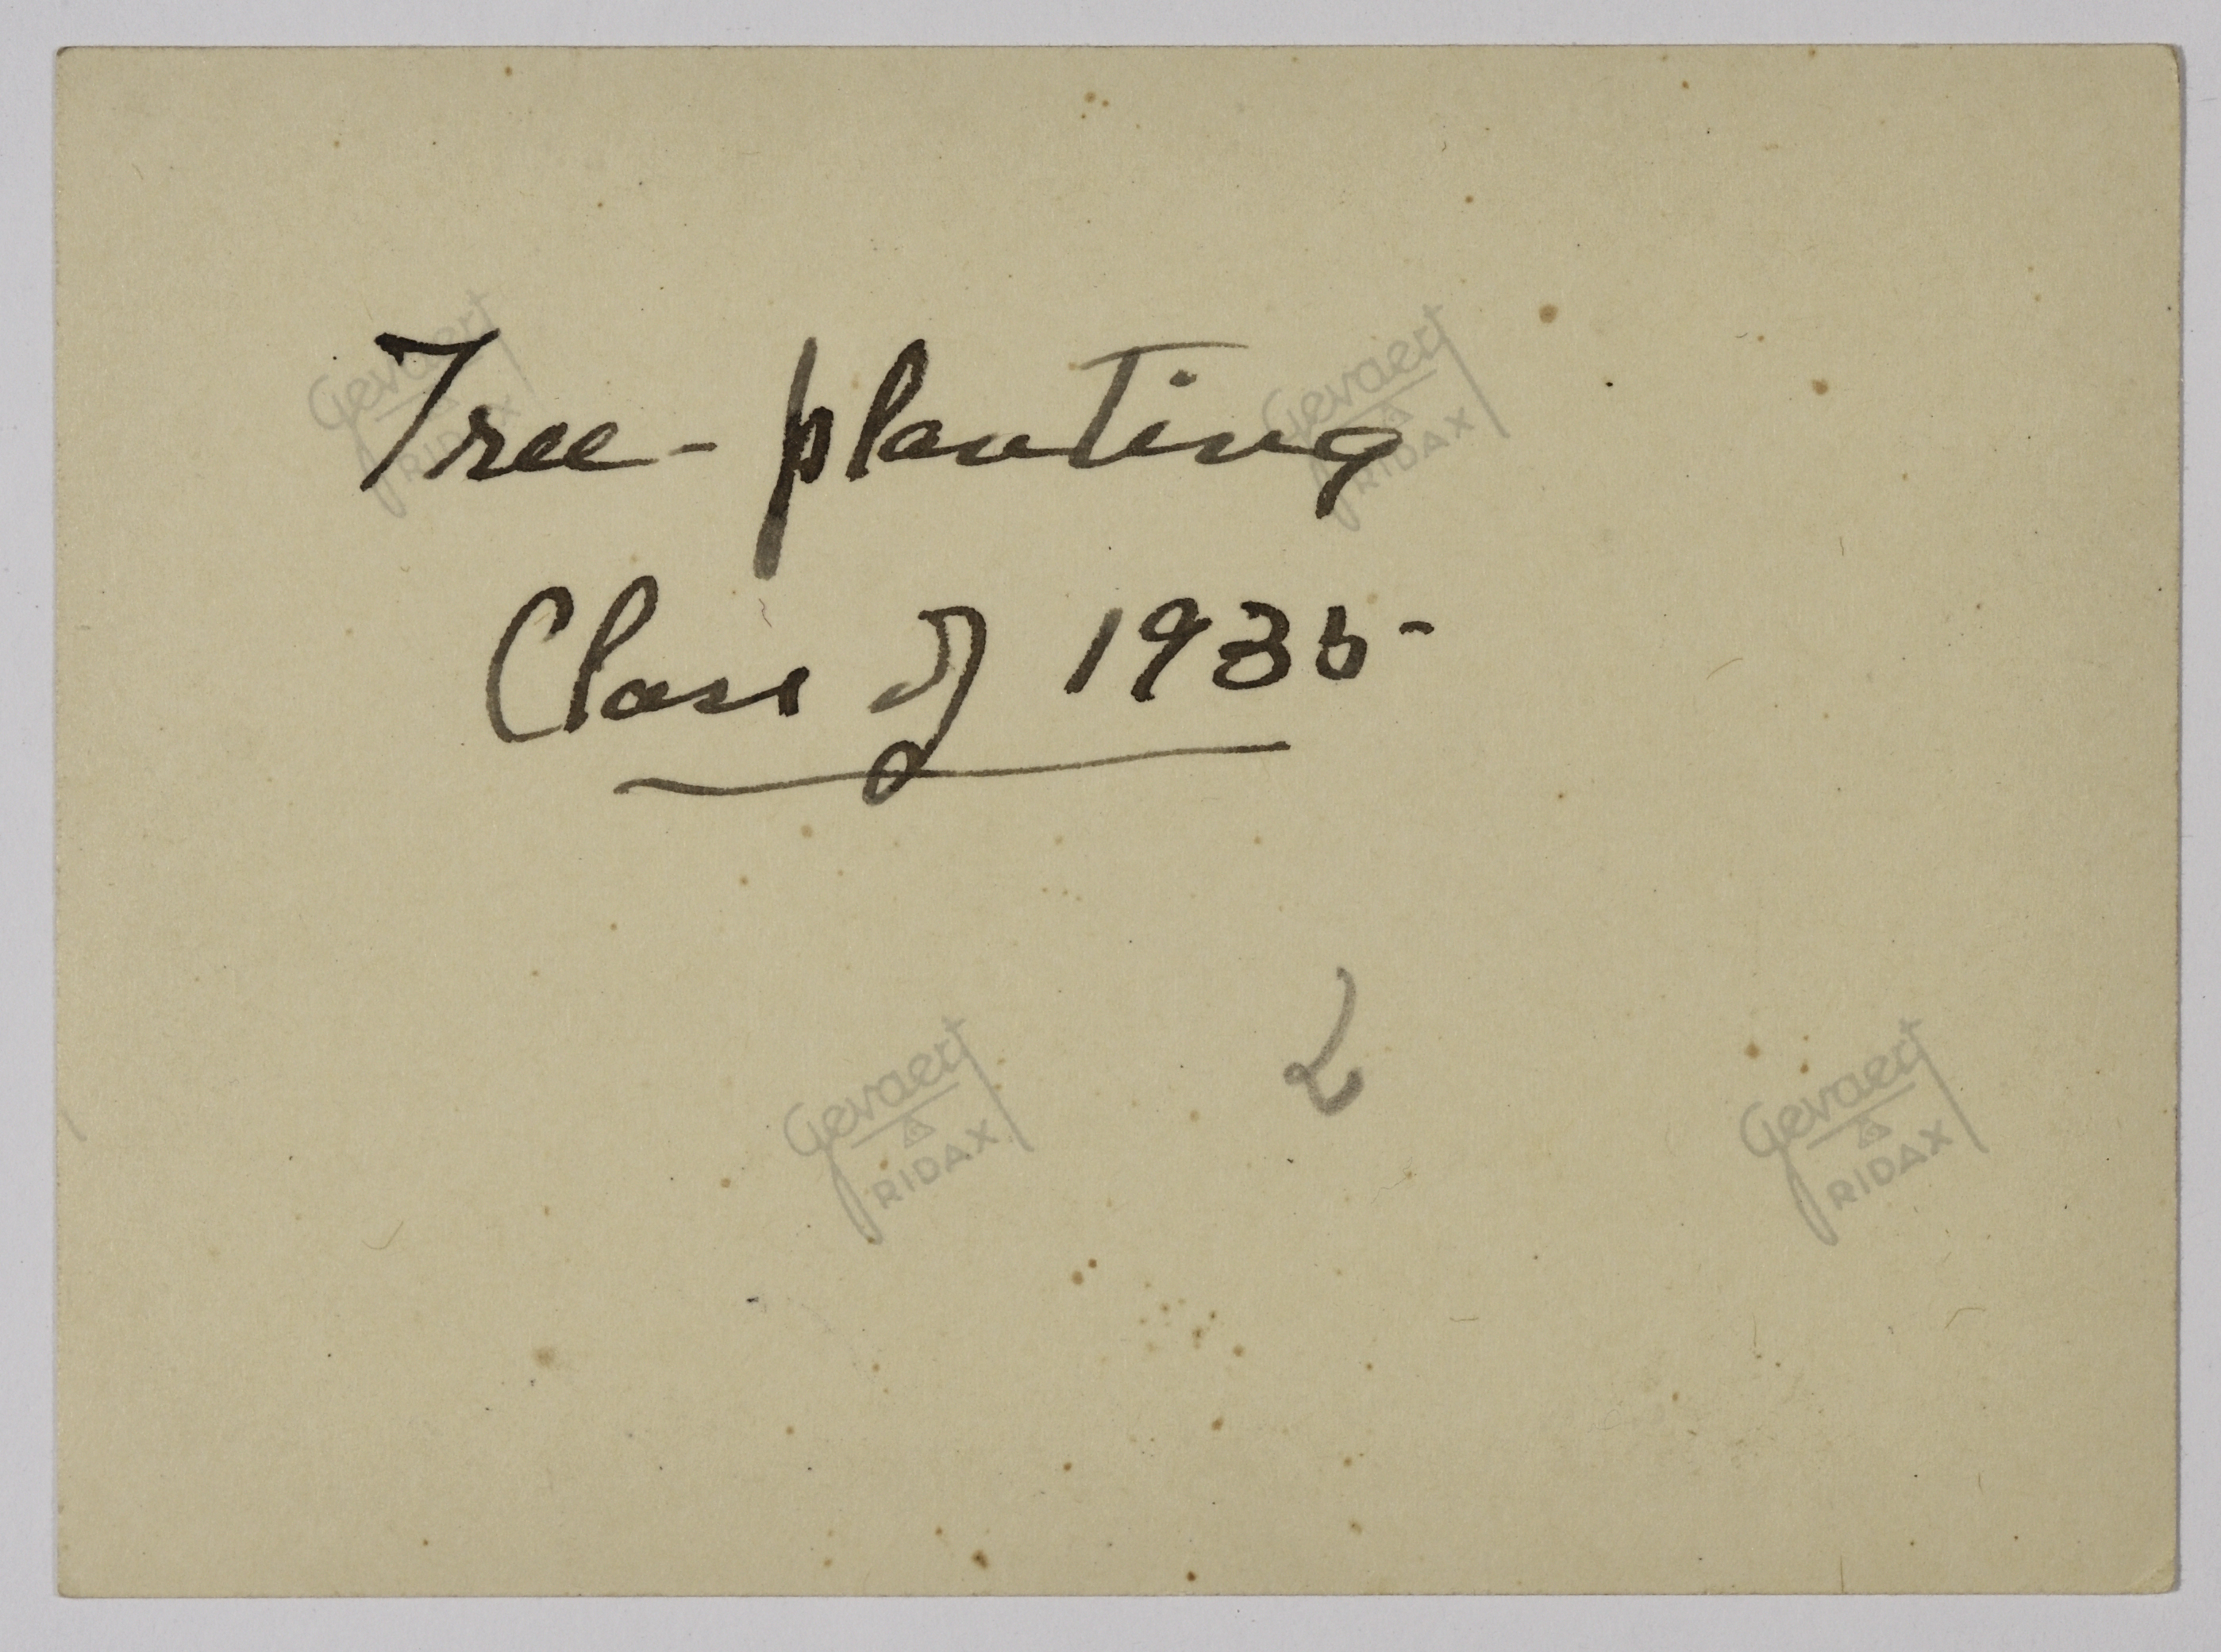 Tree-planting
Class of 1935
2
Gevaert
RIDAX
Gevaert
RIDAX
Gevaert
RIDAX
Gevaert
RIDAX